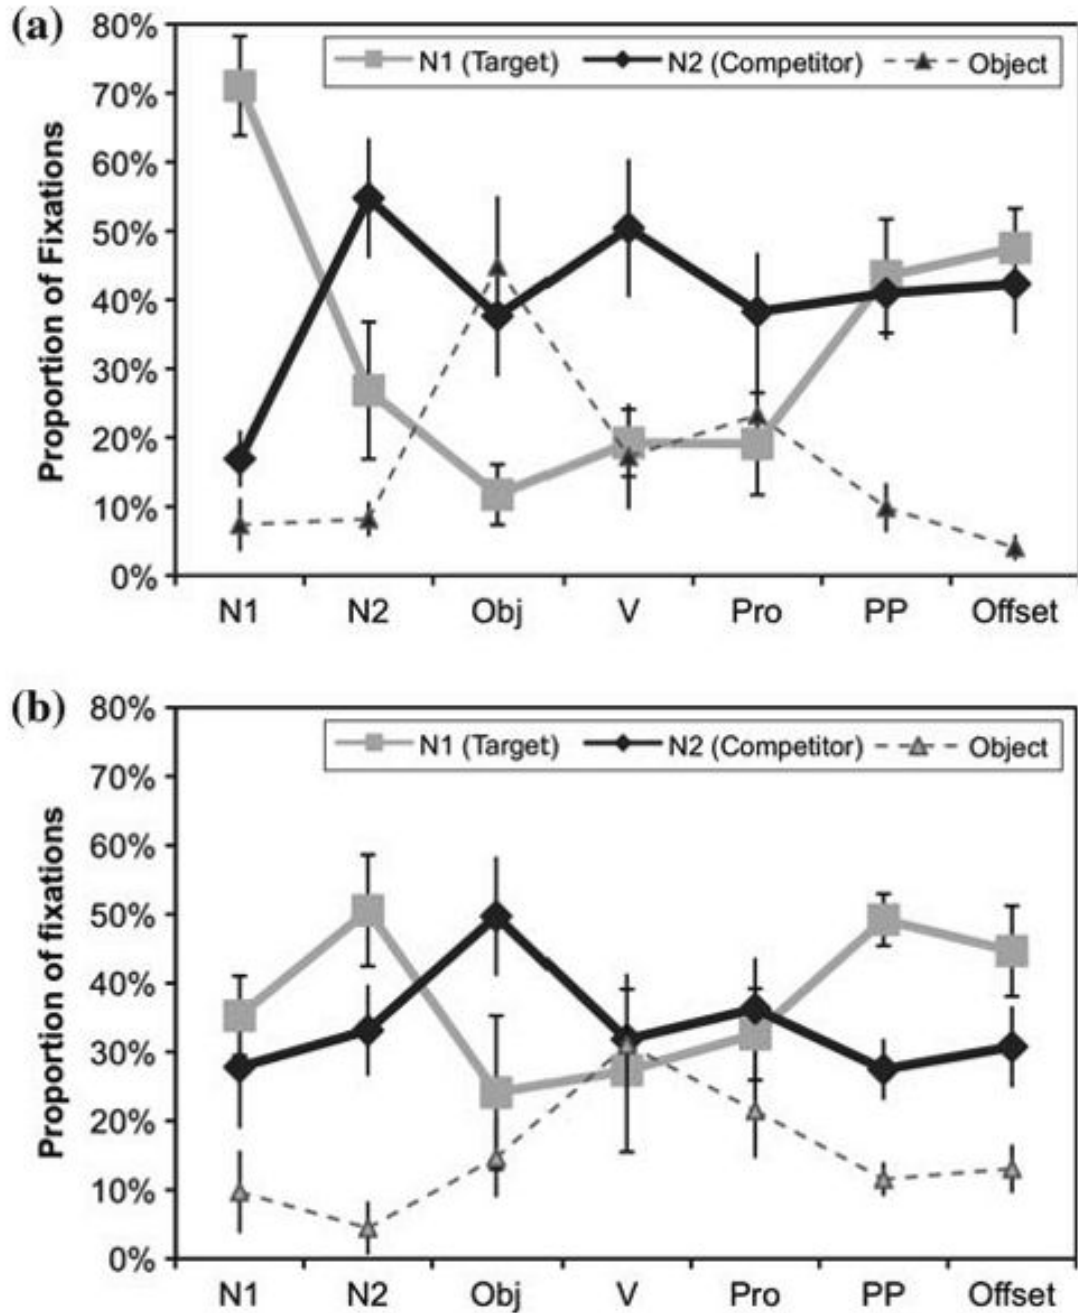 (a)
80%
N1 (Target) N2 (Competitor) Object
70%
60%
50%
40%
30%
20%
10%
0%
Proportion of Fixations
N1 N2 Obj V Pro PP Offset
(b)
80%
N1 (Target) N2 (Competitor) Object
70%
60%
50%
40%
30%
20%
10%
0%
Proportion of fixations
N1 N2 Obj V Pro PP Offset